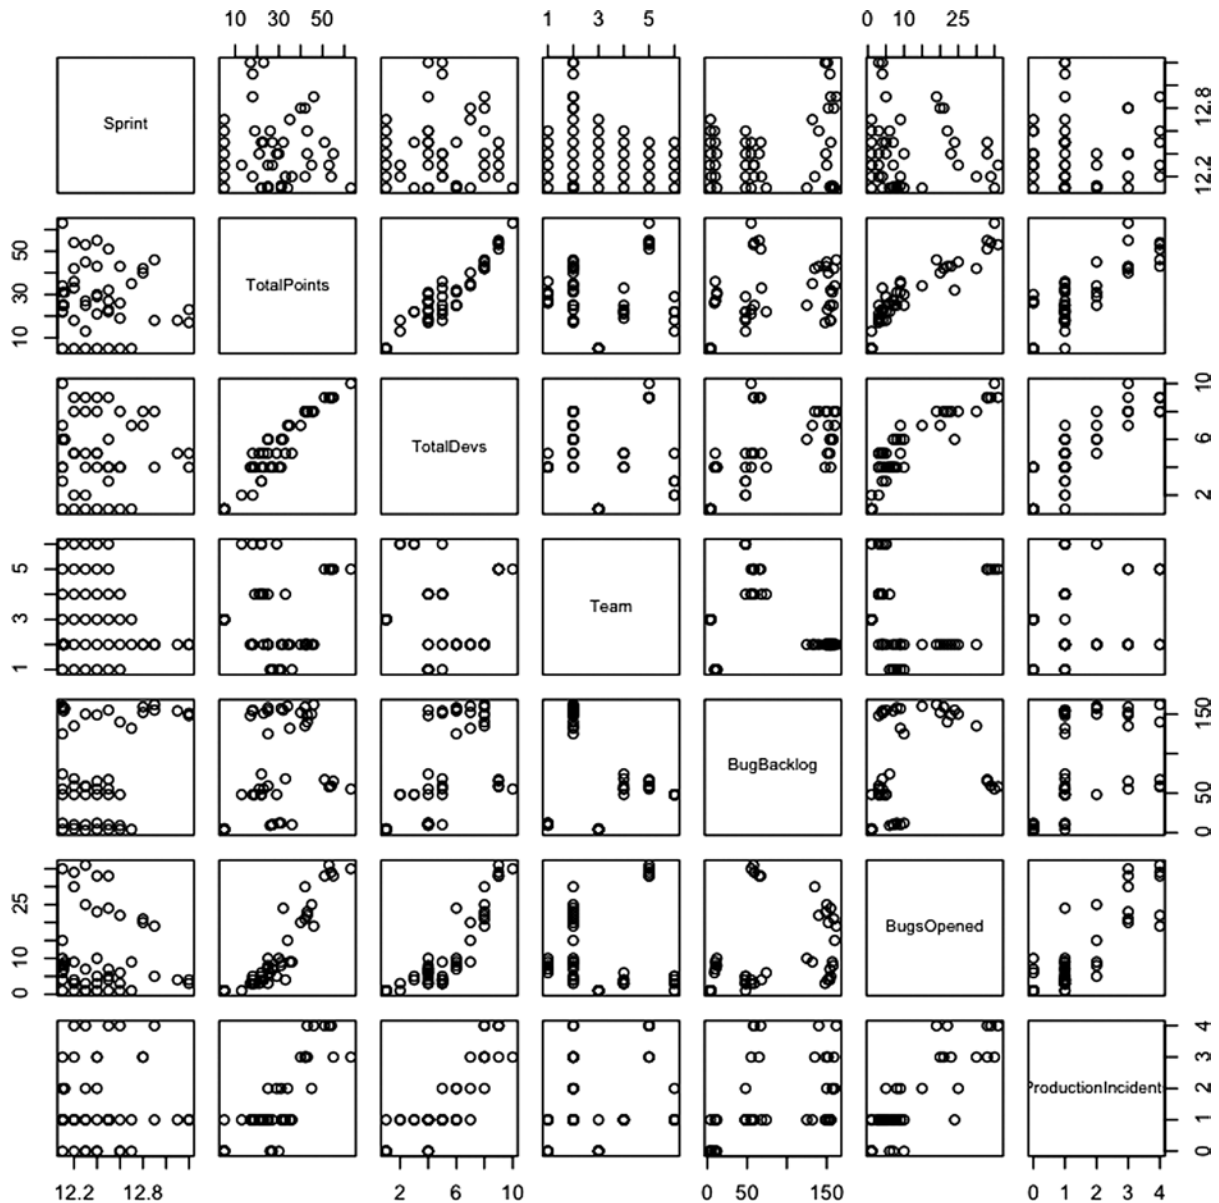 10 30 50 1 3 5 0 10 25
Sprint 12.2 12.8
10 30 50 TotalPoints
TotalDevs 2 6 10
1 3 5 Team
BugBacklog 0 50 150
0 10 25 BugsOpened
ProductionIncident 0 1 2 3 4
12.2 12.8 2 6 10 0 50 150 0 1 2 3 4